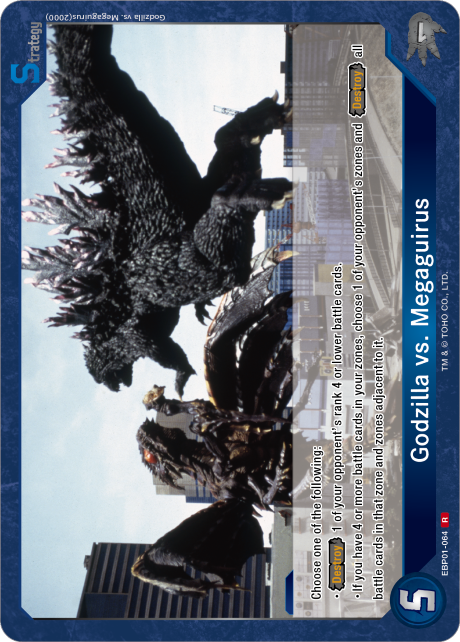 Strategy
Godzilla vs. Megaguirus(2000)
Choose one of the following:
・Destroy 1 of your opponent's rank 4 or lower battle cards.
・If you have 4 or more battle cards in your zones, choose 1 of your opponent's zones and Destroy all
battle cards in that zone and zones adjacent to it.
5
Godzilla vs. Megaguirus
EBP01-064 R
TM & © TOHO CO., LTD.